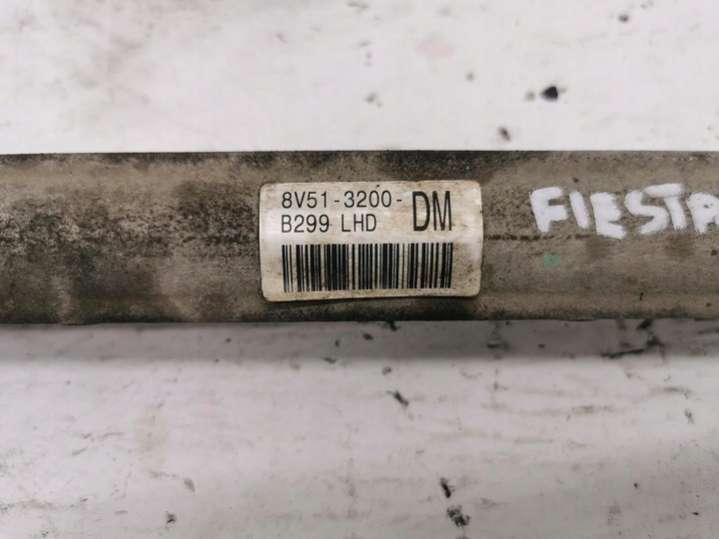 8V51-3200-
B299 LHD DM
FIESTA